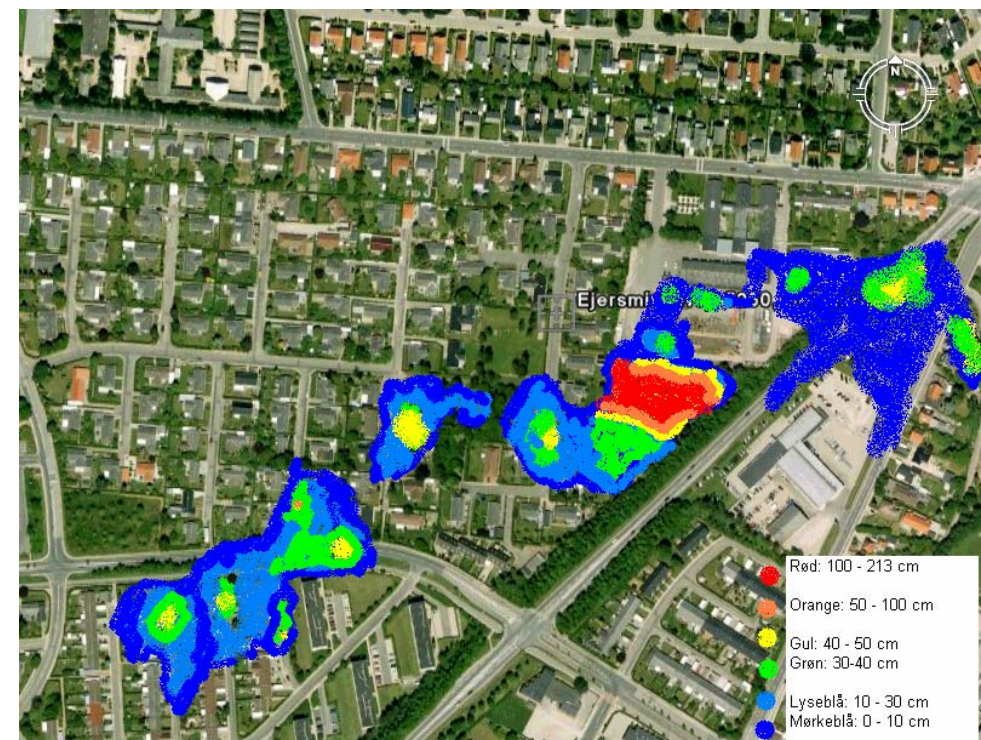 N
Rød: 100 - 213 cm
Orange: 50 - 100 cm
Gul: 40 - 50 cm
Grøn: 30-40 cm
Lyseblå: 10 - 30 cm
Mørkeblå: 0 - 10 cm